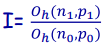 I= O_h(n_1,p_1) / O_h(n_0,p_0)